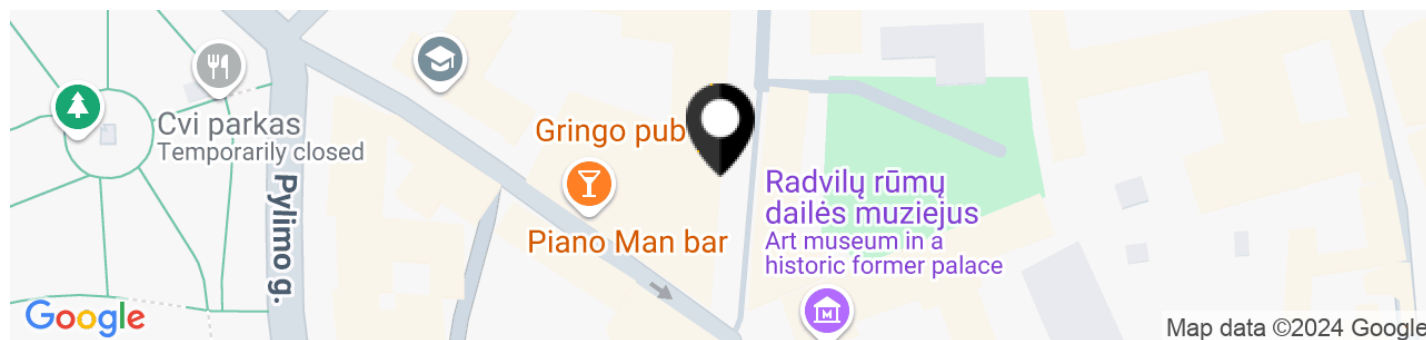 Cvi parkas
Temporarily closed
Pylimo g.
Gringo pub
Piano Man bar
Radvilų rūmų
dailės muziejus
Art museum in a
historic former palace
M
Google
Map data ©2024 Google